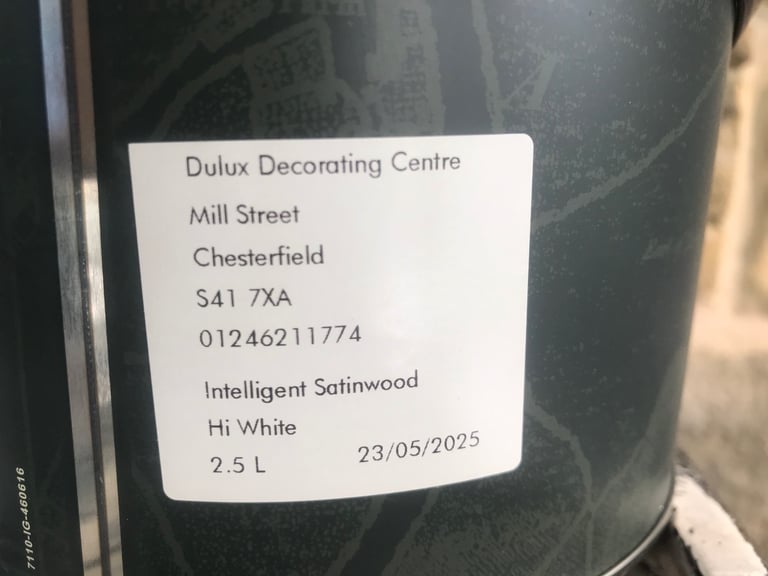 Dulux Decorating Centre
Mill Street
Chesterfield
S41 7XA
01246211774
Intelligent Satinwood
Hi White
2.5 L 23/05/2025
7110-IG-460616